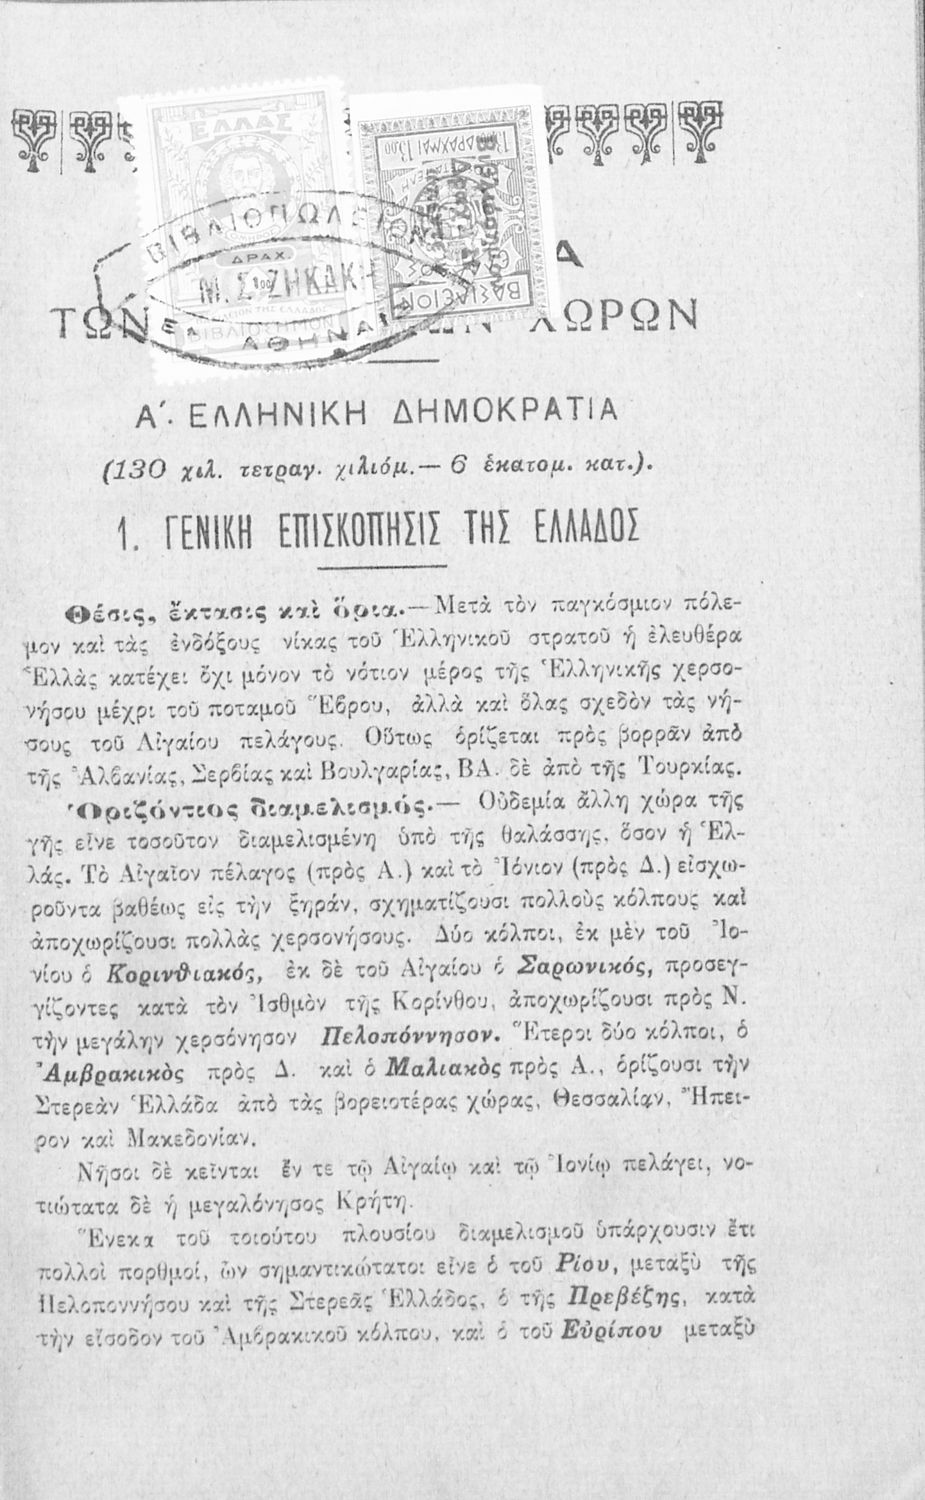 ΕΛΛΑΣ
ΔΡΑΧΜΑΙ 13.00
ΒΙΒΛΙΟΠΩΛΕΙΟΝ
ΔΡΑΧ.
Μ. Σ. ΖΗΚΑΚΗ
ΒΑΣΙΛΕΙΟΝ
ΒΙΒΛΙΟΣΗΜΟΝ
ΑΘΗΝΑΙ
ΤΩΝ ΧΩΡΩΝ
Α΄. ΕΛΛΗΝΙΚΗ ΔΗΜΟΚΡΑΤΙΑ
(130 χιλ. τετραγ. χιλιόμ.— 6 ἑκατομ. κατ.).
1. ΓΕΝΙΚΗ ΕΠΙΣΚΟΠΗΣΙΣ ΤΗΣ ΕΛΛΑΔΟΣ
Θέσις, ἔκτασις καὶ ὅρια.—Μετὰ τὸν παγκόσμιον πόλε-
μον καὶ τὰς ἐνδόξους νίκας τοῦ Ἑλληνικοῦ στρατοῦ ἡ ἐλευθέρα
Ἑλλὰς κατέχει ὄχι μόνον τὸ νότιον μέρος τῆς Ἑλληνικῆς χερσο-
νήσου μέχρι τοῦ ποταμοῦ Ἕβρου, ἀλλὰ καὶ ὅλας σχεδὸν τὰς νή-
σους τοῦ Αἰγαίου πελάγους. Οὕτως ὁρίζεται πρὸς βορρᾶν ἀπὸ
τῆς Ἀλβανίας, Σερβίας καὶ Βουλγαρίας, ΒΑ. δὲ ἀπὸ τῆς Τουρκίας.
Ὁριζόντιος διαμελισμός.— Οὐδεμία ἄλλη χώρα τῆς
γῆς εἶνε τοσοῦτον διαμελισμένη ὑπὸ τῆς θαλάσσης, ὅσον ἡ Ἑλ-
λάς. Τὸ Αἰγαῖον πέλαγος (πρὸς Α.) καὶ τὸ Ἰόνιον (πρὸς Δ.) εἰσχω-
ροῦντα βαθέως εἰς τὴν ξηράν, σχηματίζουσι πολλοὺς κόλπους καὶ
ἀποχωρίζουσι πολλὰς χερσονήσους. Δύο κόλποι, ἐκ μὲν τοῦ Ἰο-
νίου ὁ Κορινθιακός, ἐκ δὲ τοῦ Αἰγαίου ὁ Σαρωνικός, προσεγ-
γίζοντες κατὰ τὸν Ἰσθμὸν τῆς Κορίνθου, ἀποχωρίζουσι πρὸς Ν.
τὴν μεγάλην χερσόνησον Πελοπόννησον. Ἕτεροι δύο κόλποι, ὁ
Ἀμβρακικὸς πρὸς Δ. καὶ ὁ Μαλιακὸς πρὸς Α., ὁρίζουσι τὴν
Στερεὰν Ἑλλάδα ἀπὸ τὰς βορειοτέρας χώρας, Θεσσαλίαν, Ἤπει-
ρον καὶ Μακεδονίαν.
Νῆσοι δὲ κεῖνται ἔν τε τῷ Αἰγαίῳ καὶ τῷ Ἰονίῳ πελάγει, νο-
τιώτατα δὲ ἡ μεγαλόνησος Κρήτη.
Ἕνεκα τοῦ τοιούτου πλουσίου διαμελισμοῦ ὑπάρχουσιν ἔτι
πολλοὶ πορθμοί, ὧν σημαντικώτατοι εἶνε ὁ τοῦ Ρίου, μεταξὺ τῆς
Πελοποννήσου καὶ τῆς Στερεᾶς Ἑλλάδος, ὁ τῆς Πρεβέζης, κατὰ
τὴν εἴσοδον τοῦ Ἀμβρακικοῦ κόλπου, καὶ ὁ τοῦ Εὐρίπου μεταξὺ